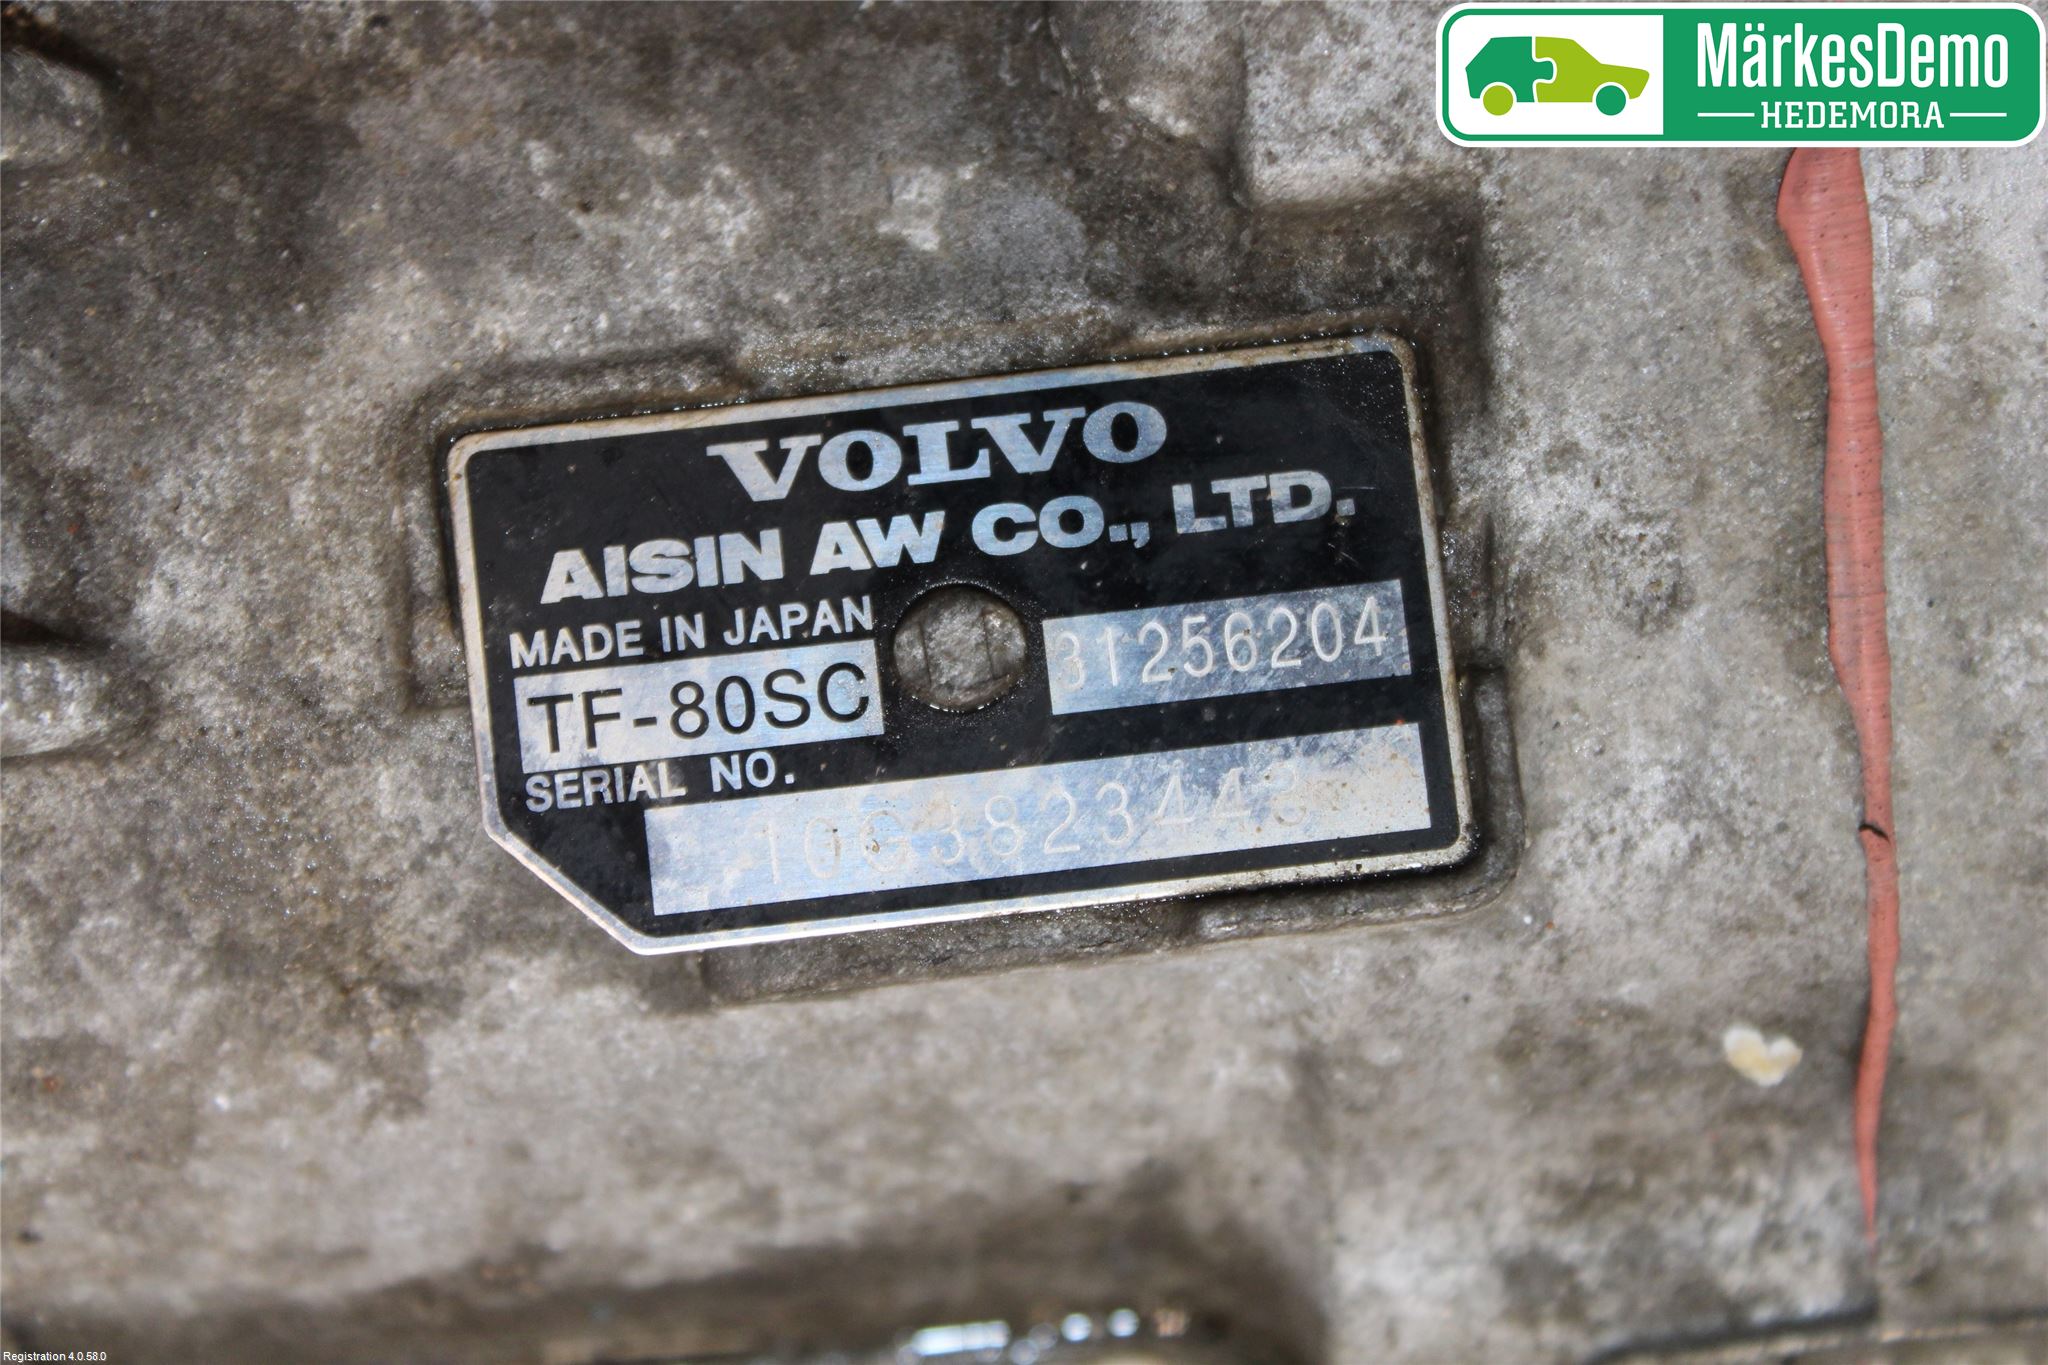 MärkesDemo
HEDEMORA
VOLVO
AISIN AW CO., LTD.
MADE IN JAPAN
TF-80SC
31256204
SERIAL NO.
10G3823443
Registration 4.0.58.0